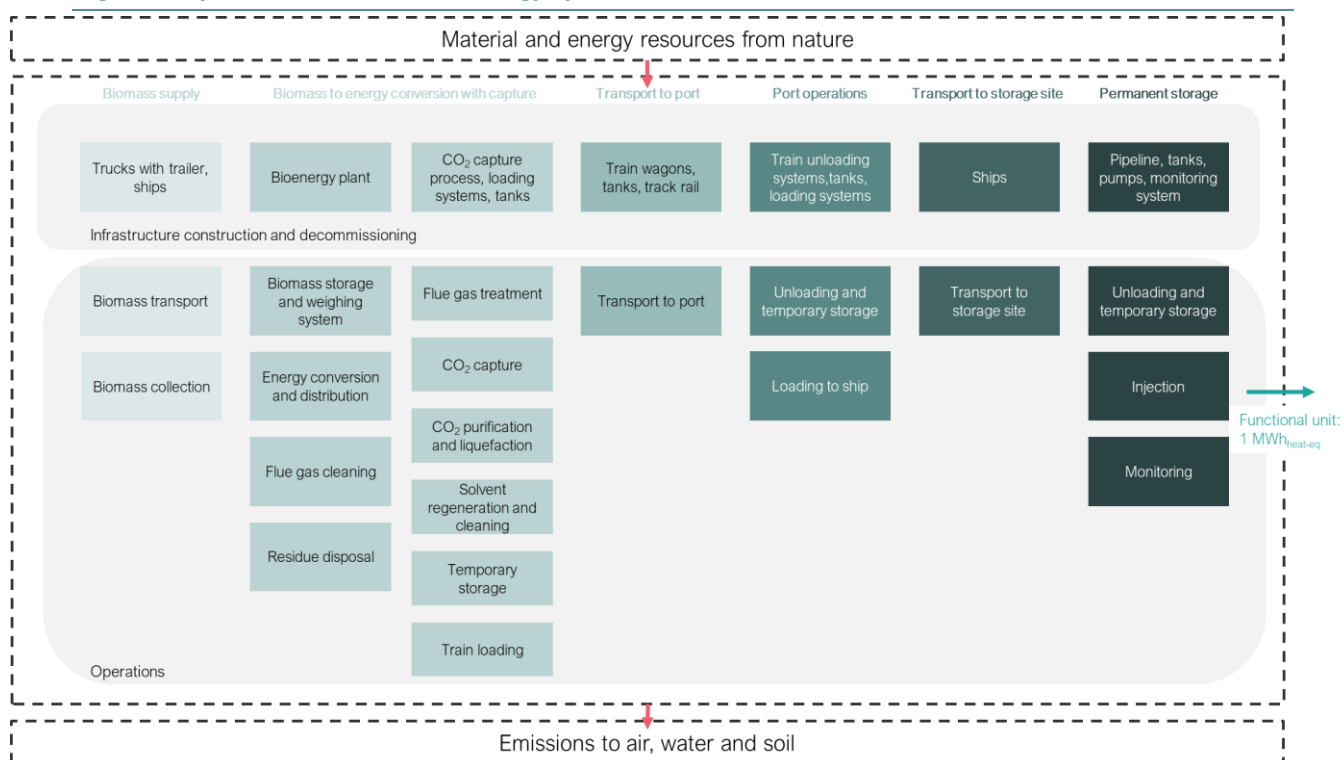 Material and energy resources from nature
Biomass supply
Biomass to energy conversion with capture
Transport to port
Port operations
Transport to storage site
Permanent storage
Trucks with trailer,
ships
Bioenergy plant
CO₂ capture
process, loading
systems, tanks
Train wagons,
tanks, track rail
Train unloading
systems,tanks,
loading systems
Ships
Pipeline, tanks,
pumps, monitoring
system
Infrastructure construction and decommissioning
Biomass transport
Biomass storage
and weighing
system
Flue gas treatment
Transport to port
Unloading and
temporary storage
Transport to
storage site
Unloading and
temporary storage
Biomass collection
Energy conversion
and distribution
CO₂ capture
Loading to ship
Injection
CO₂ purification
and liquefaction
Flue gas cleaning
Monitoring
Solvent
regeneration and
cleaning
Residue disposal
Temporary
storage
Train loading
Operations
Functional unit:
1 MWh heat-eq
Emissions to air, water and soil